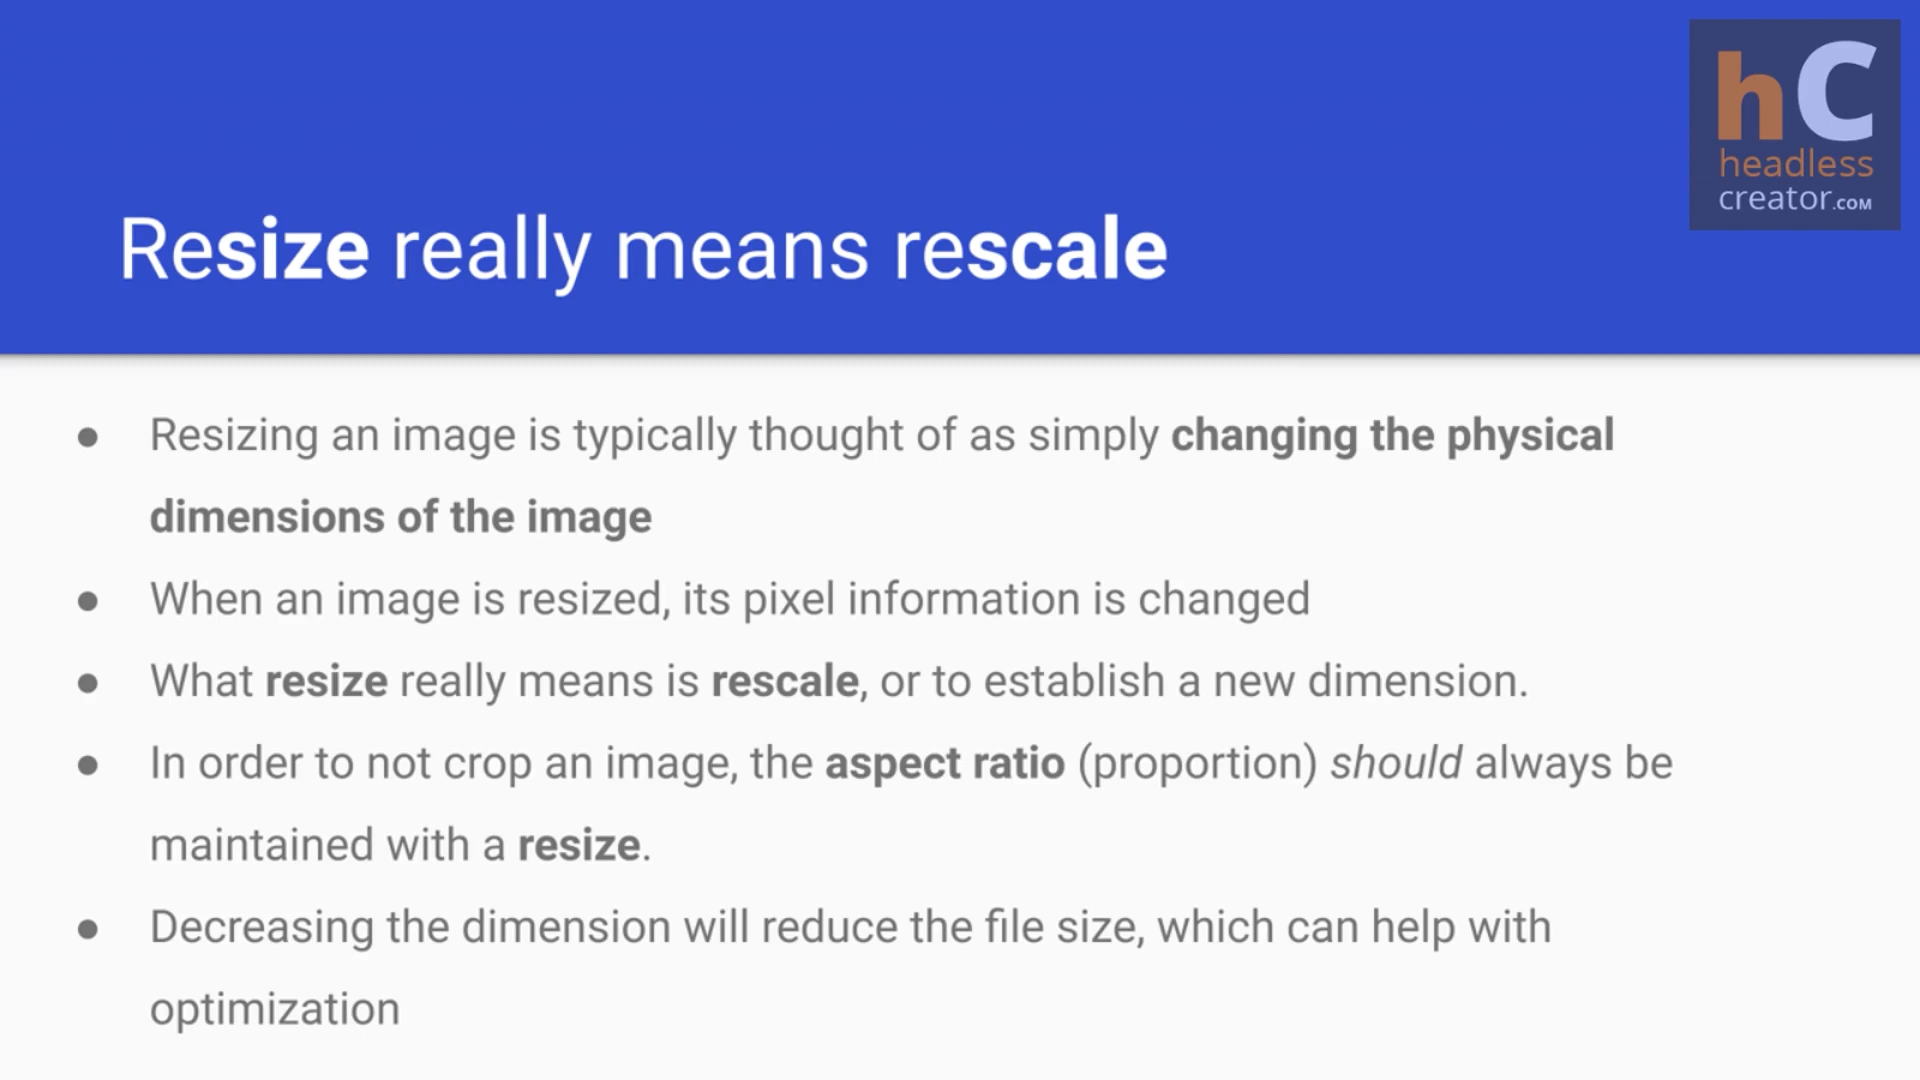 hC
headless
creator.COM
Resize really means rescale
● Resizing an image is typically thought of as simply changing the physical
dimensions of the image
● When an image is resized, its pixel information is changed
● What resize really means is rescale, or to establish a new dimension.
● In order to not crop an image, the aspect ratio (proportion) should always be
maintained with a resize.
● Decreasing the dimension will reduce the file size, which can help with
optimization